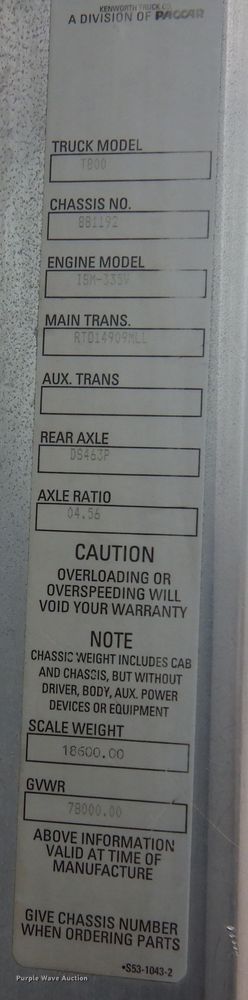 KENWORTH TRUCK CO.
A DIVISION OF PACCAR
TRUCK MODEL
T800
CHASSIS NO.
881192
ENGINE MODEL
ISM-335V
MAIN TRANS.
RTO14909MLL
AUX. TRANS
REAR AXLE
DS463P
AXLE RATIO
04.56
CAUTION
OVERLOADING OR
OVERSPEEDING WILL
VOID YOUR WARRANTY
NOTE
CHASSIS WEIGHT INCLUDES CAB
AND CHASSIS, BUT WITHOUT
DRIVER, BODY, AUX. POWER
DEVICES OR EQUIPMENT
SCALE WEIGHT
18600.00
GVWR
78000.00
ABOVE INFORMATION
VALID AT TIME OF
MANUFACTURE
GIVE CHASSIS NUMBER
WHEN ORDERING PARTS
•S53-1043-2
Purple Wave Auction